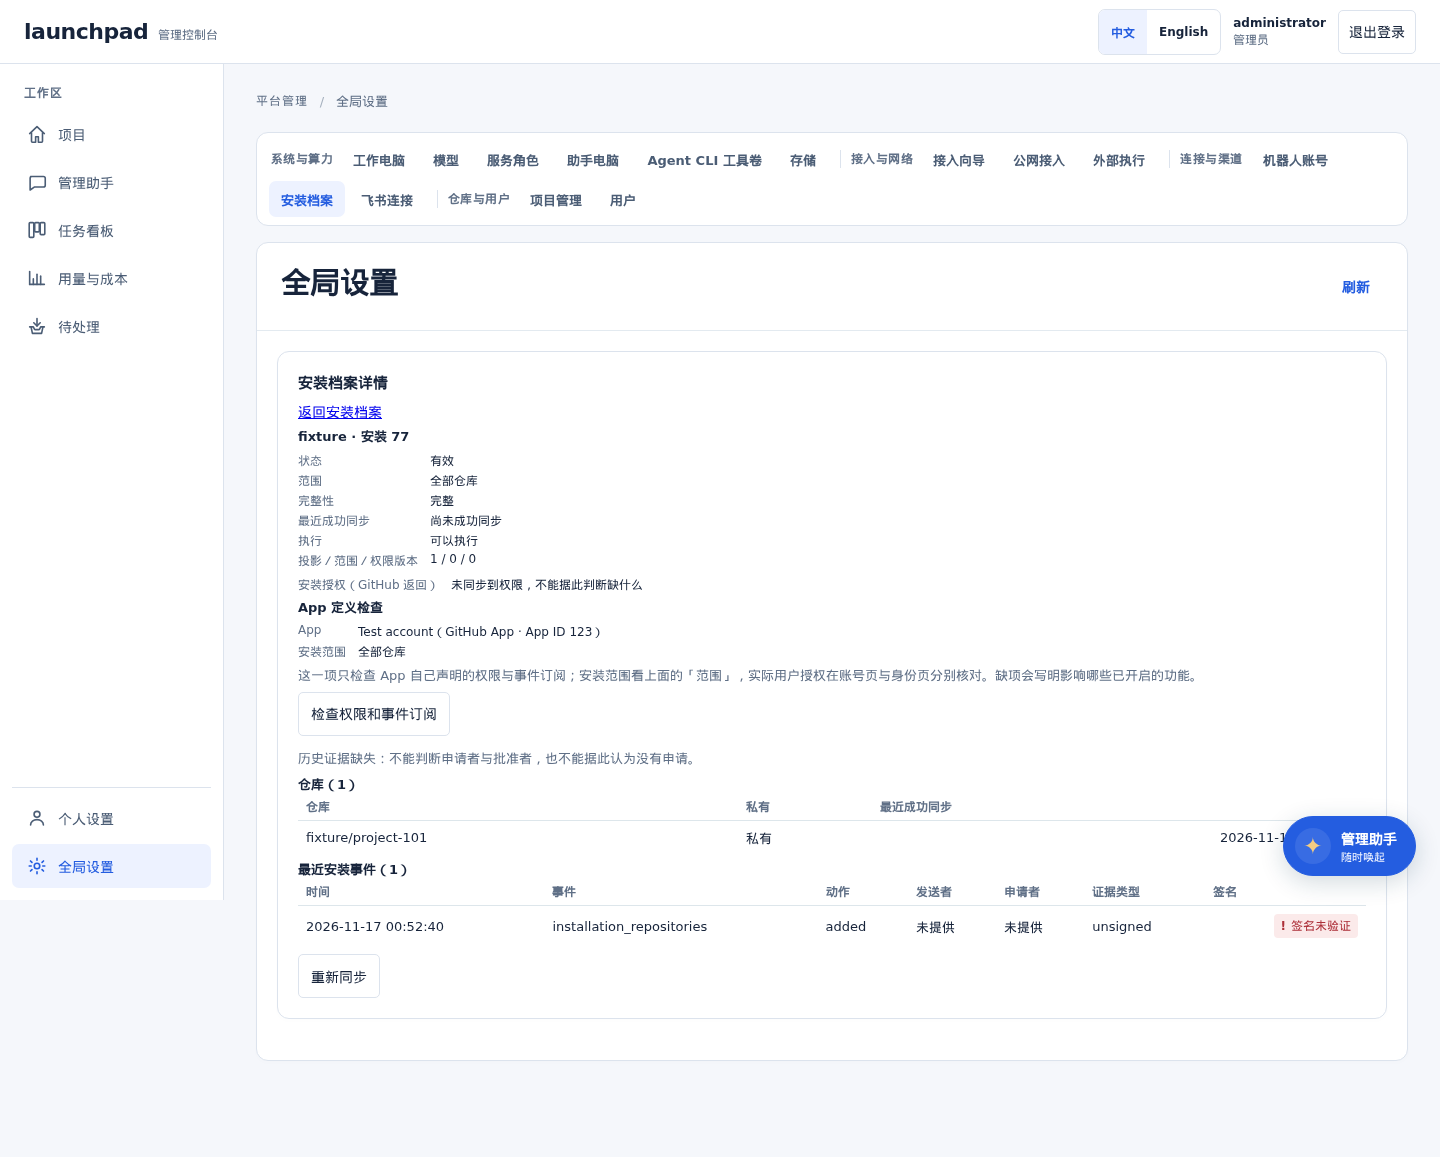 launchpad 管理控制台
中文 English administrator 管理员 退出登录
工作区
项目
管理助手
任务看板
用量与成本
待处理
个人设置
全局设置
平台管理 / 全局设置
系统与算力 工作电脑 模型 服务角色 助手电脑 Agent CLI 工具卷 存储 接入与网络 接入向导 公网接入 外部执行 连接与渠道 机器人账号
安装档案 飞书连接 仓库与用户 项目管理 用户
全局设置 刷新
安装档案详情
返回安装档案
fixture · 安装 77
状态 有效
范围 全部仓库
完整性 完整
最近成功同步 尚未成功同步
执行 可以执行
投影 / 范围 / 权限版本 1 / 0 / 0
安装授权（GitHub 返回） 未同步到权限，不能据此判断缺什么
App 定义检查
App Test account（GitHub App · App ID 123）
安装范围 全部仓库
这一项只检查 App 自己声明的权限与事件订阅；安装范围看上面的「范围」，实际用户授权在账号页与身份页分别核对。缺项会写明影响哪些已开启的功能。
检查权限和事件订阅
历史证据缺失：不能判断申请者与批准者，也不能据此认为没有申请。
仓库（1）
仓库 私有 最近成功同步
fixture/project-101 私有 2026-11-1
最近安装事件（1）
时间 事件 动作 发送者 申请者 证据类型 签名
2026-11-17 00:52:40 installation_repositories added 未提供 未提供 unsigned ! 签名未验证
重新同步
管理助手
随时唤起